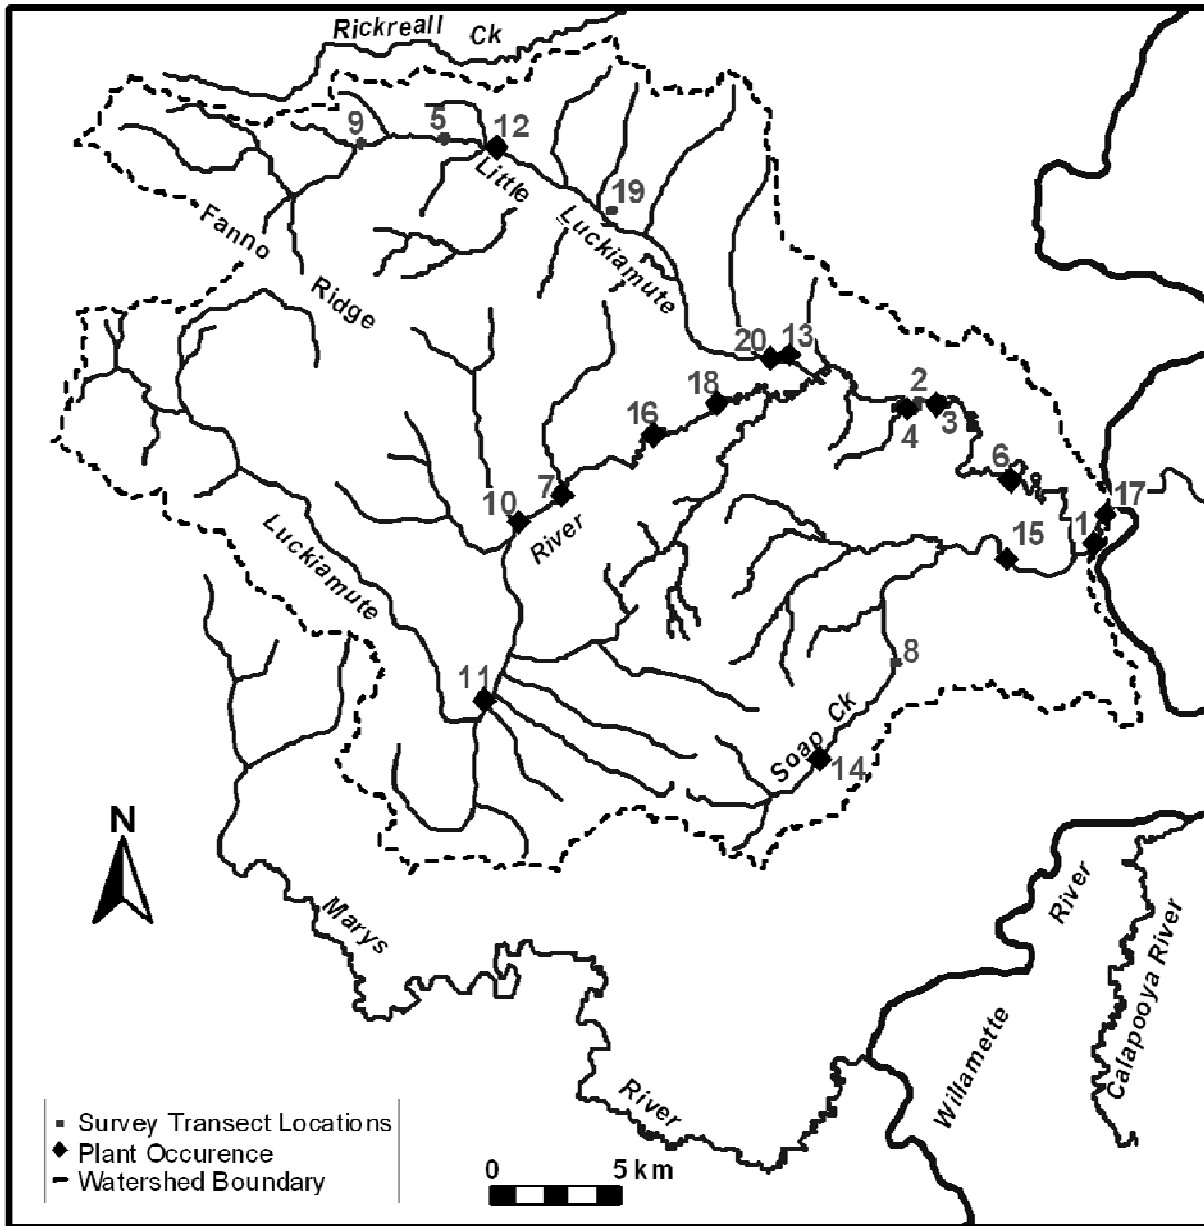 Rickreall Ck
9
5
12
Little Luckiamute
19
Fanno Ridge
20
13
18
2
3
4
16
6
7
10
River
17
1
15
Luckiamute
8
11
Soap Ck
14
N
Marys
River
River
Willamette
Calapooya River
Survey Transect Locations
Plant Occurence
Watershed Boundary
0 5 km